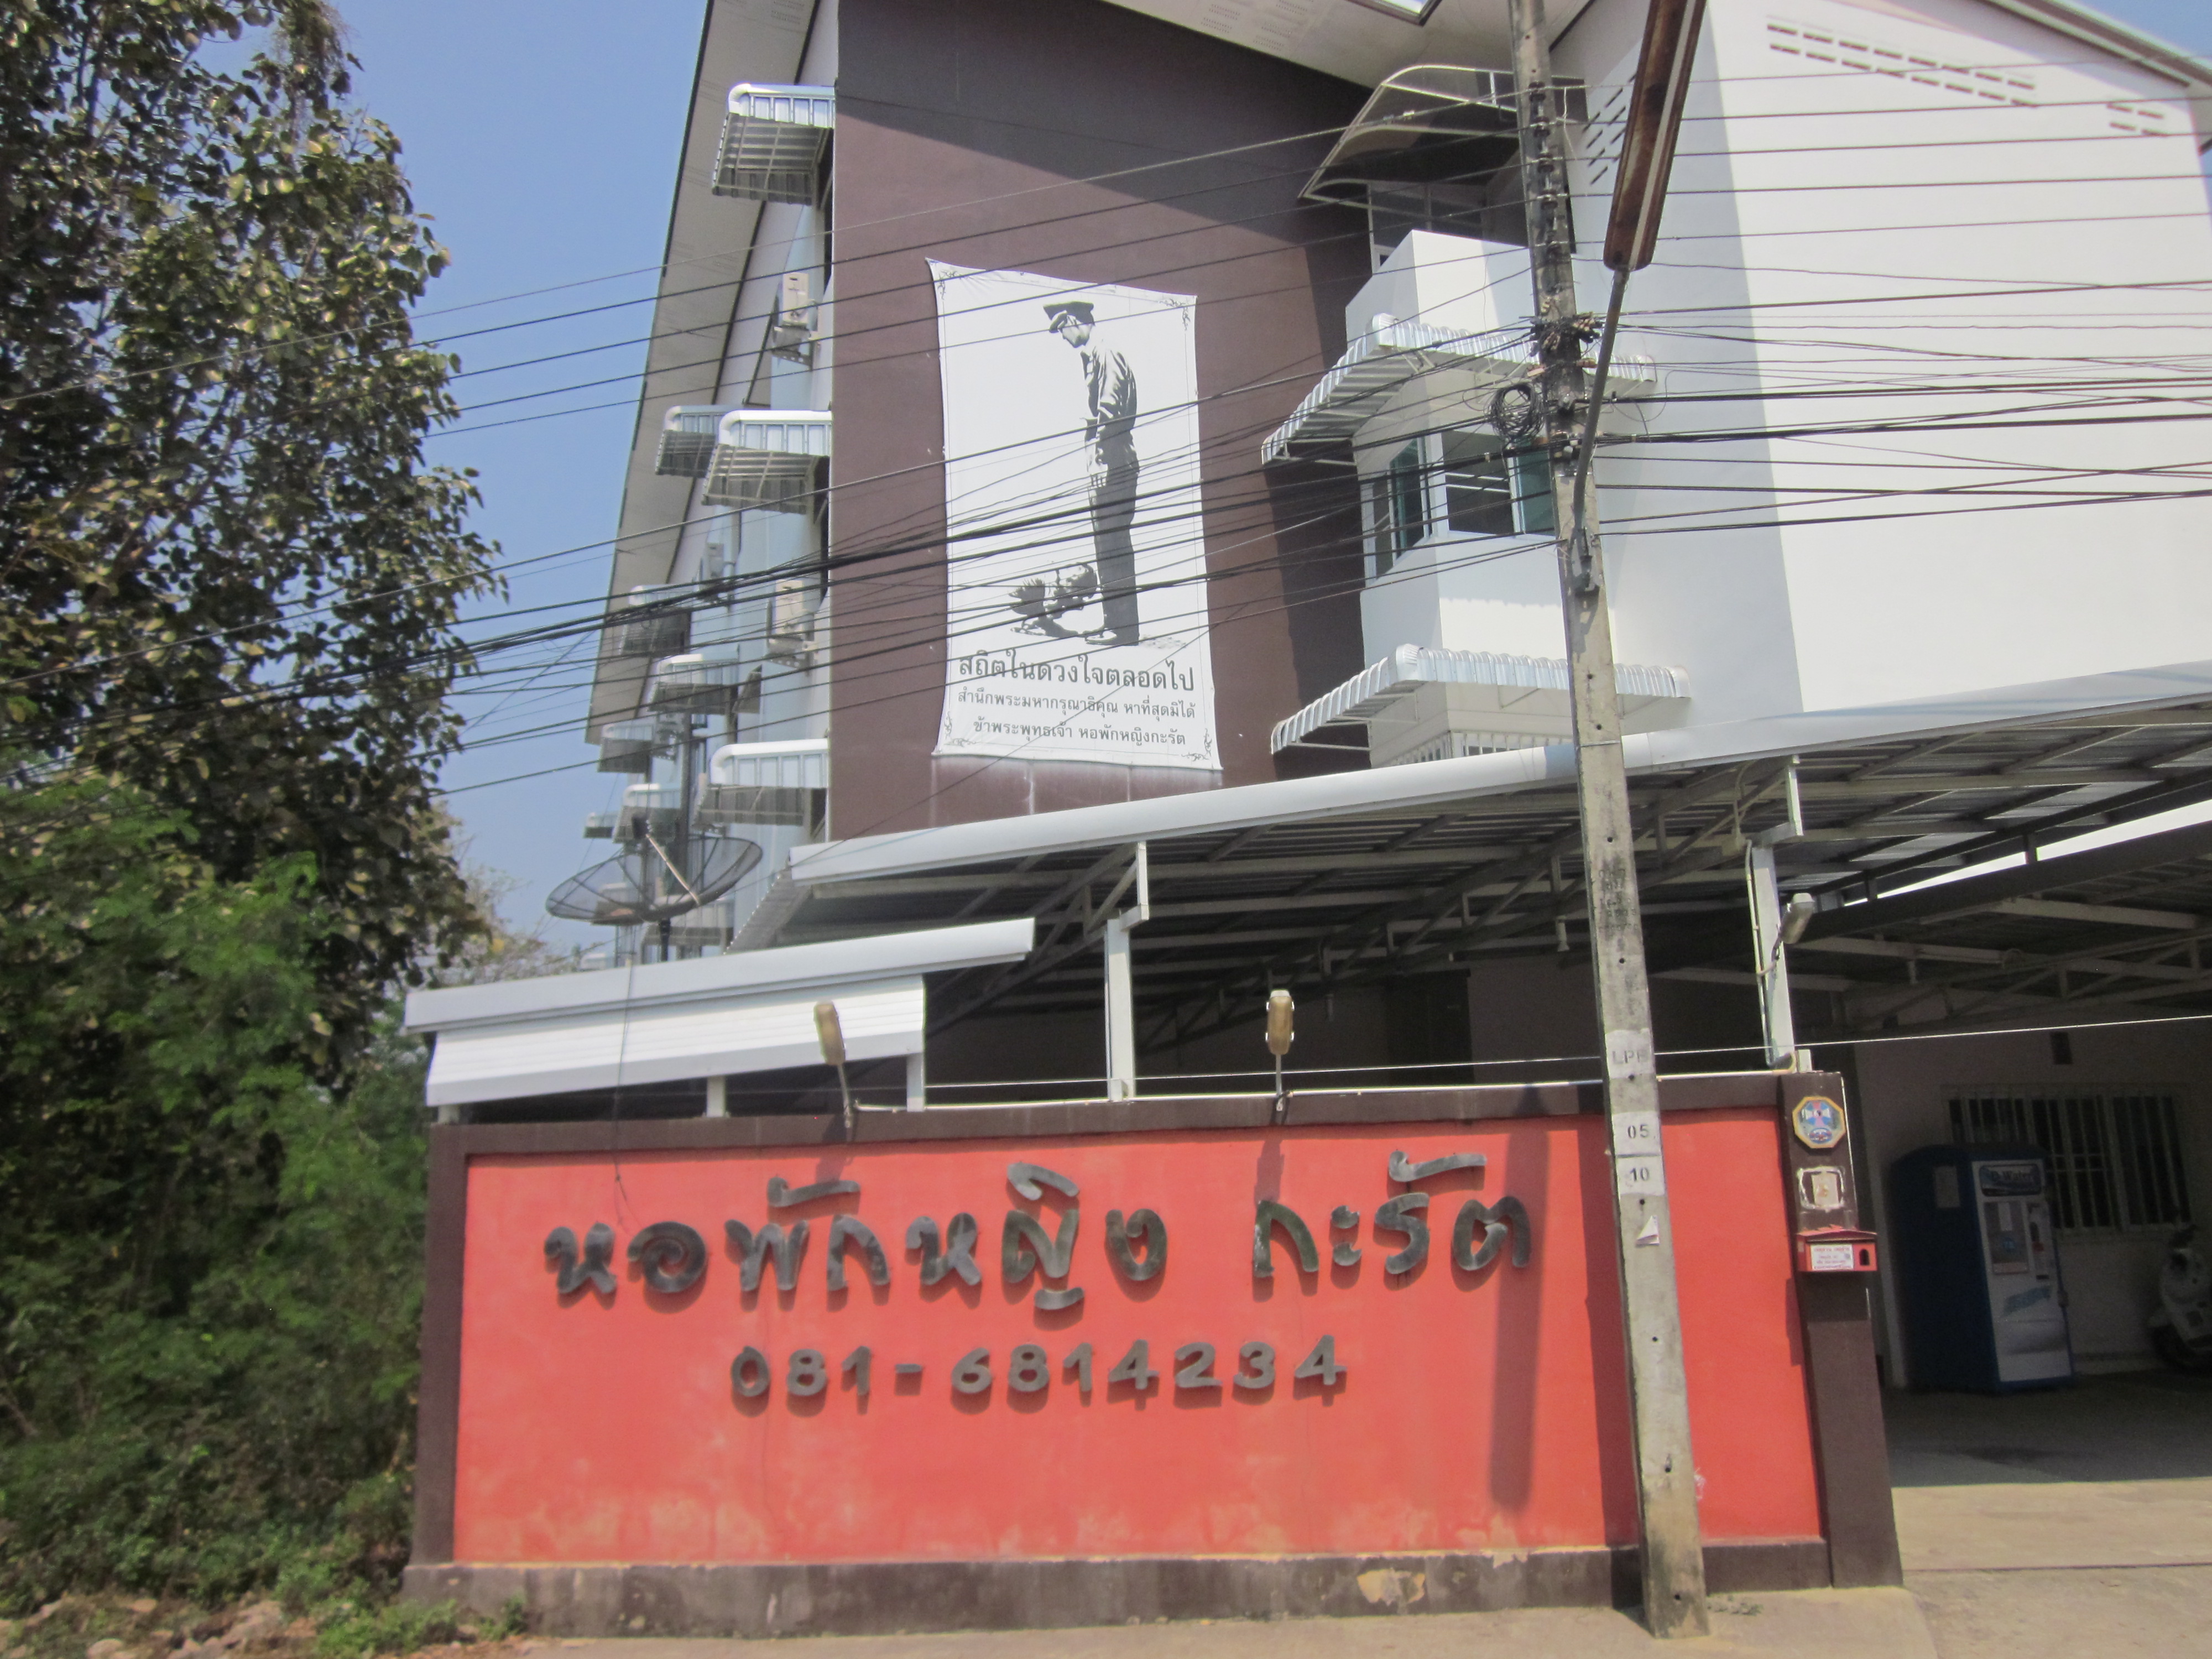 สถิตในดวงใจตลอดไป
สำนึกพระมหากรุณาธิคุณ หาที่สุดมิได้
ข้าพระพุทธเจ้า หอพักหญิงกะรัต
LPE
05
10
หอพักหญิง กะรัต
081-6814234